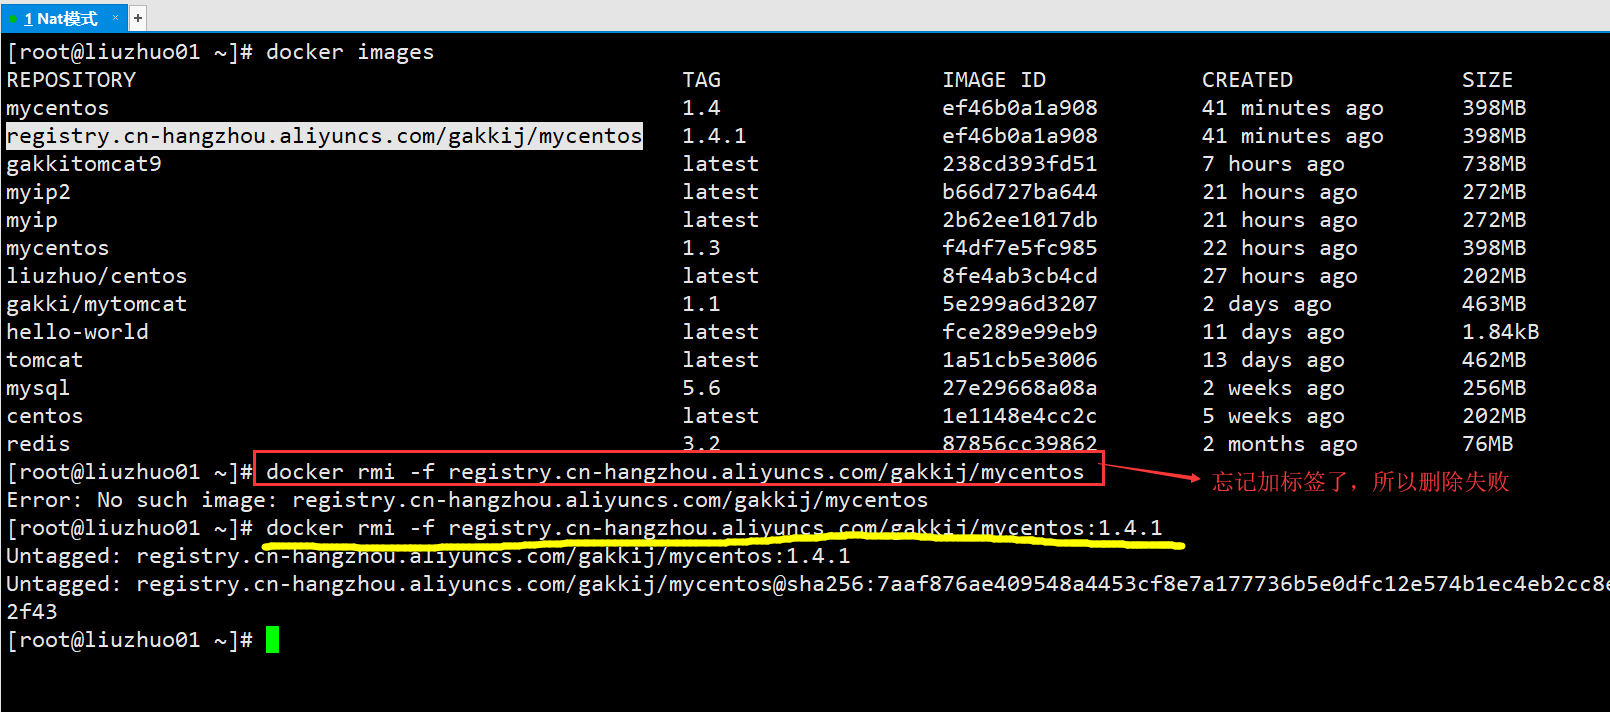 1 Nat模式 × +
[root@liuzhuo01 ~]# docker images
REPOSITORY TAG IMAGE ID CREATED SIZE
mycentos 1.4 ef46b0a1a908 41 minutes ago 398MB
registry.cn-hangzhou.aliyuncs.com/gakkij/mycentos 1.4.1 ef46b0a1a908 41 minutes ago 398MB
gakkitomcat9 latest 238cd393fd51 7 hours ago 738MB
myip2 latest b66d727ba644 21 hours ago 272MB
myip latest 2b62ee1017db 21 hours ago 272MB
mycentos 1.3 f4df7e5fc985 22 hours ago 398MB
liuzhuo/centos latest 8fe4ab3cb4cd 27 hours ago 202MB
gakki/mytomcat 1.1 5e299a6d3207 2 days ago 463MB
hello-world latest fce289e99eb9 11 days ago 1.84kB
tomcat latest 1a51cb5e3006 13 days ago 462MB
mysql 5.6 27e29668a08a 2 weeks ago 256MB
centos latest 1e1148e4cc2c 5 weeks ago 202MB
redis 3.2 87856cc39862 2 months ago 76MB
[root@liuzhuo01 ~]# docker rmi -f registry.cn-hangzhou.aliyuncs.com/gakkij/mycentos
忘记加标签了，所以删除失败
Error: No such image: registry.cn-hangzhou.aliyuncs.com/gakkij/mycentos
[root@liuzhuo01 ~]# docker rmi -f registry.cn-hangzhou.aliyuncs.com/gakkij/mycentos:1.4.1
Untagged: registry.cn-hangzhou.aliyuncs.com/gakkij/mycentos:1.4.1
Untagged: registry.cn-hangzhou.aliyuncs.com/gakkij/mycentos@sha256:7aaf876ae409548a4453cf8e7a177736b5e0dfc12e574b1ec4eb2cc8e
2f43
[root@liuzhuo01 ~]#